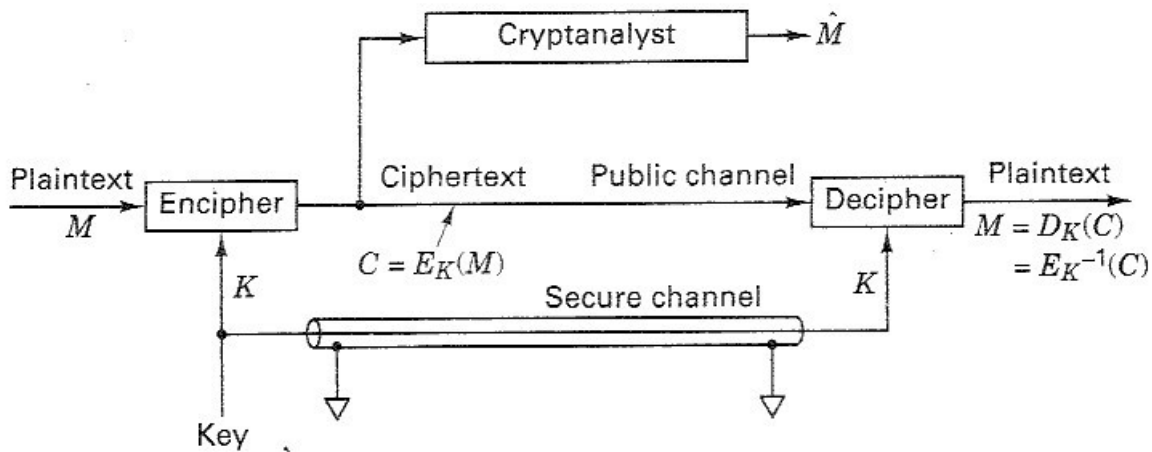 Cryptanalyst
M̂
Plaintext
M
Encipher
Ciphertext
C = E_K(M)
Public channel
Decipher
Plaintext
M = D_K(C)
= E_K⁻¹(C)
K
Secure channel
K
Key